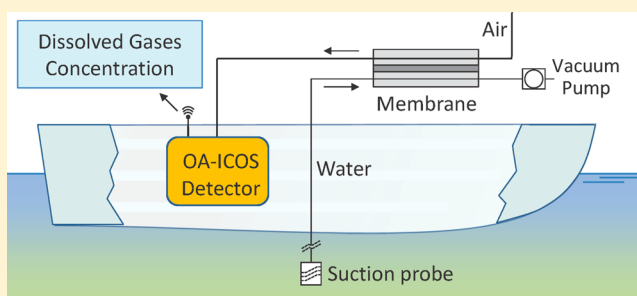 Dissolved Gases
Concentration
Air
Vacuum
Pump
Membrane
OA-ICOS
Detector
Water
Suction probe